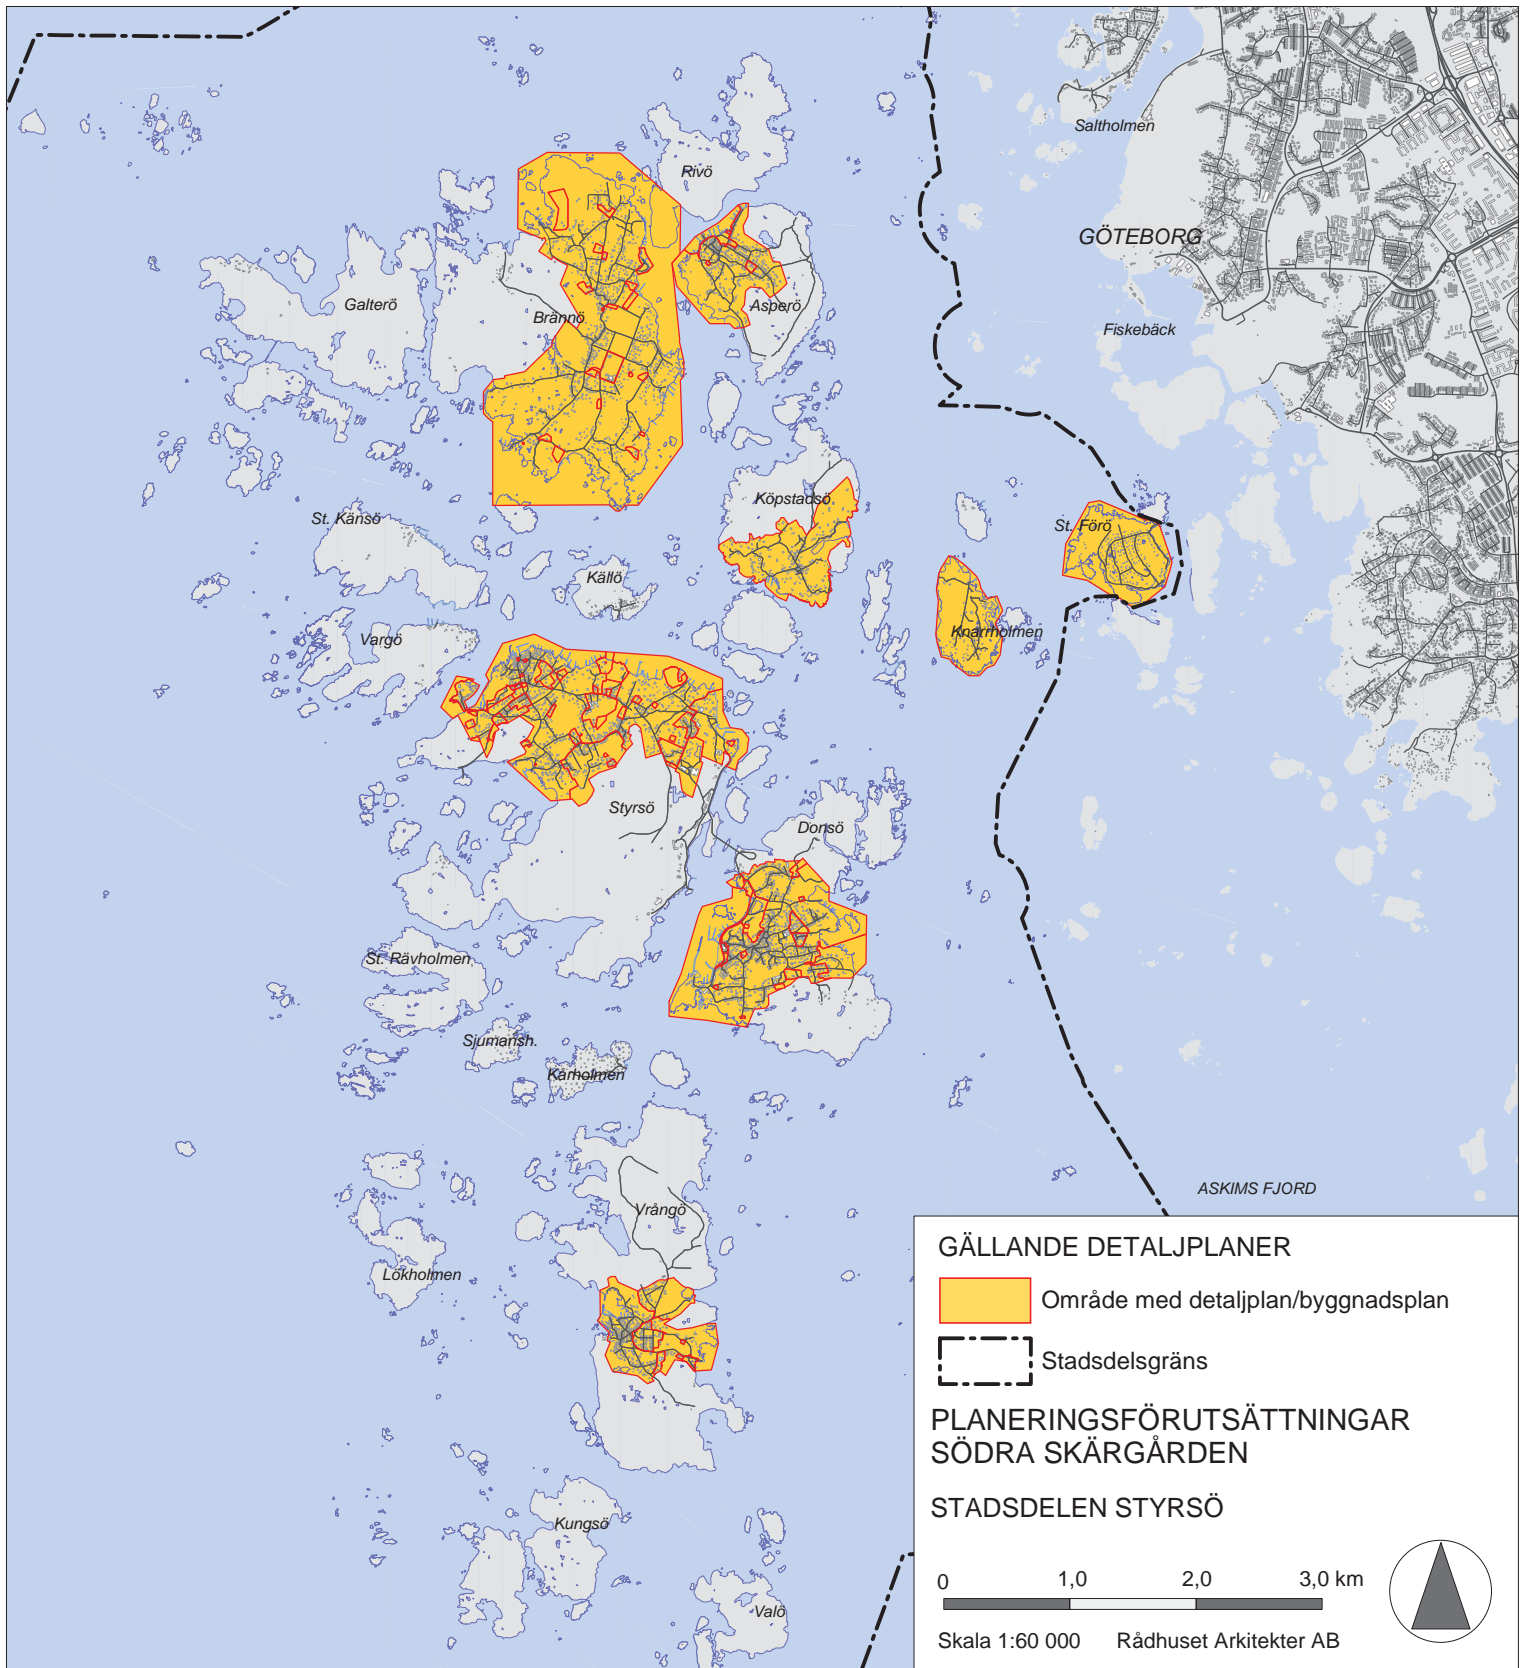 Saltholmen
Rivö
GÖTEBORG
Galterö
Asperö
Brännö
Fiskebäck
Köpstadsö
St. Känsö
St. Förö
Källö
Knarrholmen
Vargö
Styrsö
Donsö
St. Rävholmen
Sjumansh.
Kärholmen
ASKIMS FJORD
Vrångö
Lökholmen
Kungsö
Valö
GÄLLANDE DETALJPLANER
Område med detaljplan/byggnadsplan
Stadsdelsgräns
PLANERINGSFÖRUTSÄTTNINGAR
SÖDRA SKÄRGÅRDEN
STADSDELEN STYRSÖ
0 1,0 2,0 3,0 km
Skala 1:60 000 Rådhuset Arkitekter AB